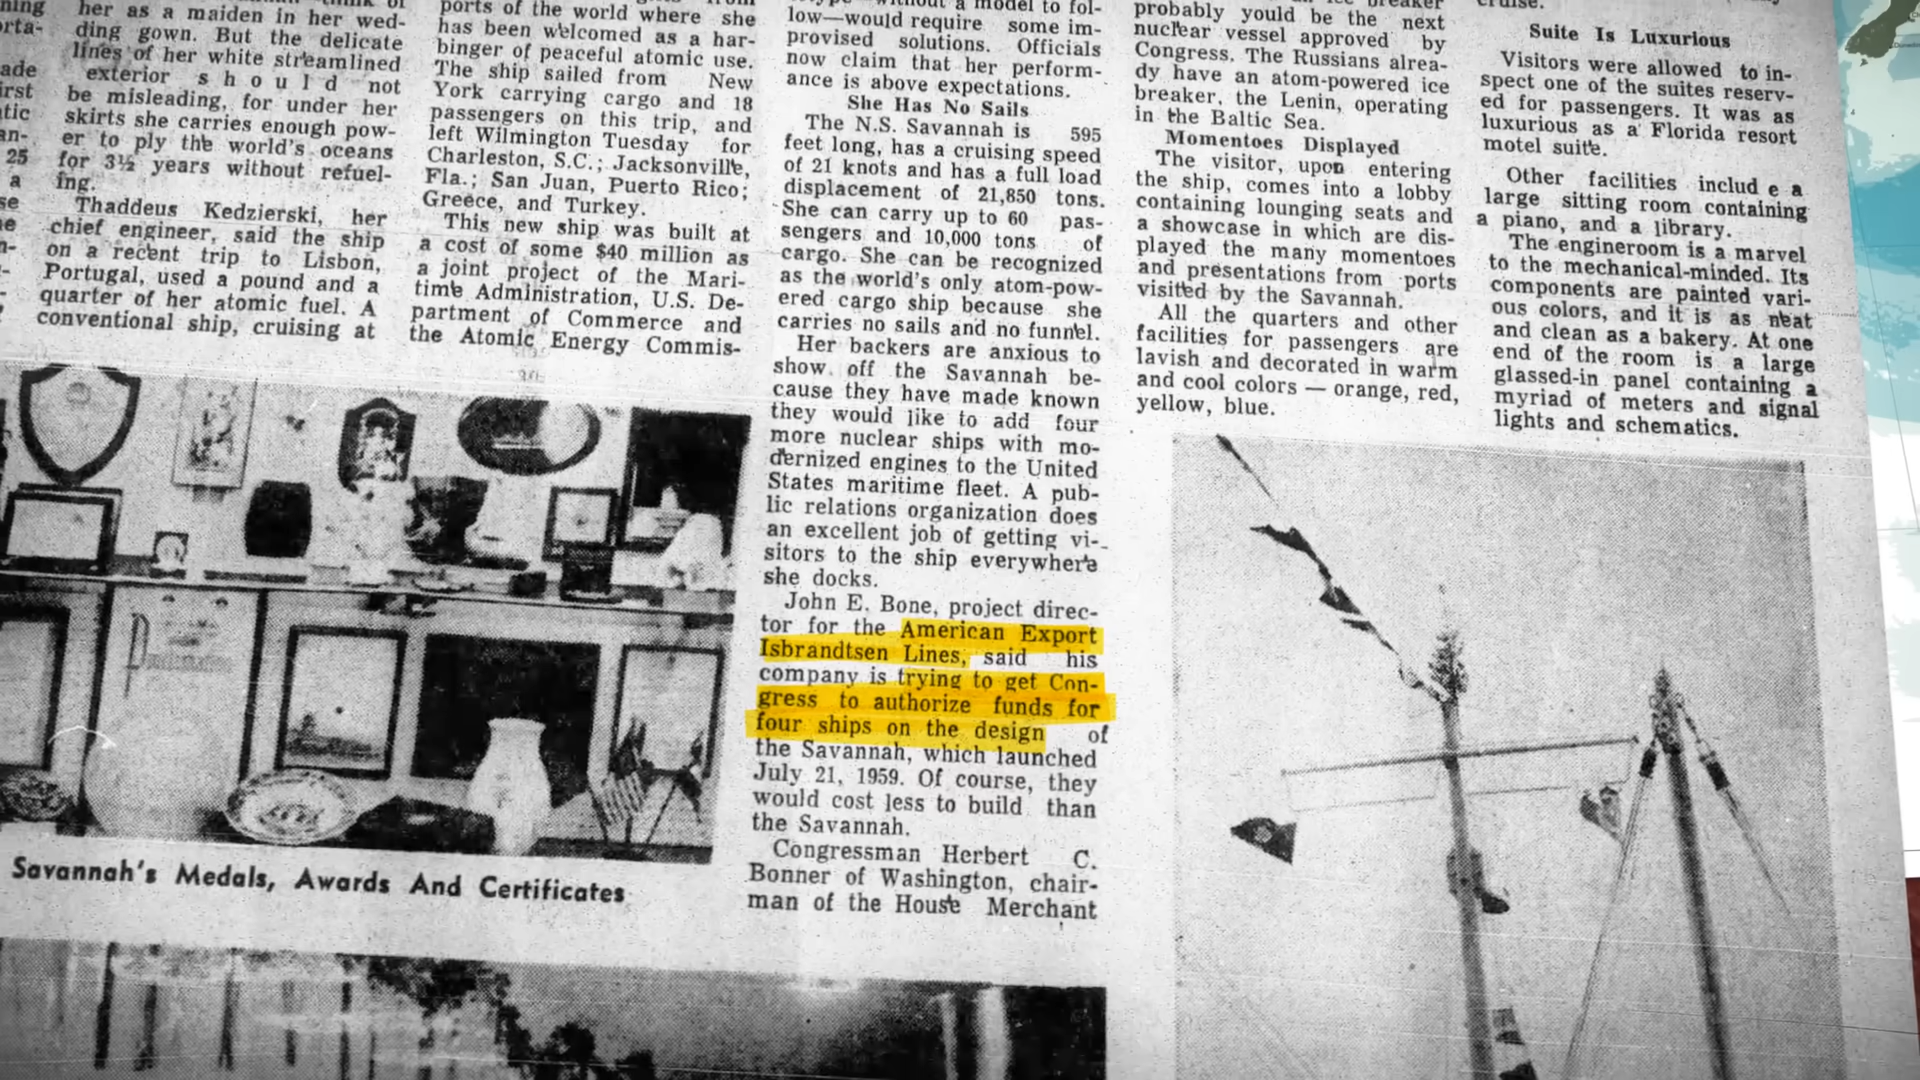 her as a maiden in her wed-
ding gown. But the delicate
lines of her white streamlined
exterior should not
be misleading, for under her
skirts she carries enough pow-
er to ply the world's oceans
for 3½ years without refuel-
ing.
Thaddeus Kedzierski, her
chief engineer, said the ship
on a recent trip to Lisbon,
Portugal, used a pound and a
quarter of her atomic fuel. A
conventional ship, cruising at
ports of the world where she
has been welcomed as a har-
binger of peaceful atomic use.
The ship sailed from New
York carrying cargo and 18
passengers on this trip, and
left Wilmington Tuesday for
Charleston, S.C.; Jacksonville,
Fla.; San Juan, Puerto Rico;
Greece, and Turkey.
This new ship was built at
a cost of some $40 million as
a joint project of the Mari-
time Administration, U.S. De-
partment of Commerce and
the Atomic Energy Commis-
a model to fol-
low—would require some im-
provised solutions. Officials
now claim that her perform-
ance is above expectations.
She Has No Sails
The N.S. Savannah is 595
feet long, has a cruising speed
of 21 knots and has a full load
displacement of 21,850 tons.
She can carry up to 60 pas-
sengers and 10,000 tons of
cargo. She can be recognized
as the world's only atom-pow-
ered cargo ship because she
carries no sails and no funnel.
Her backers are anxious to
show off the Savannah be-
cause they have made known
they would like to add four
more nuclear ships with mo-
dernized engines to the United
States maritime fleet. A pub-
lic relations organization does
an excellent job of getting vi-
sitors to the ship everywhere
she docks.
John E. Bone, project direc-
tor for the American Export
Isbrandtsen Lines, said his
company is trying to get Con-
gress to authorize funds for
four ships on the design of
the Savannah, which launched
July 21, 1959. Of course, they
would cost less to build than
the Savannah.
Congressman Herbert C.
Bonner of Washington, chair-
man of the House Merchant
probably would be the next
nuclear vessel approved by
Congress. The Russians alrea-
dy have an atom-powered ice
breaker, the Lenin, operating
in the Baltic Sea.
Momentoes Displayed
The visitor, upon entering
the ship, comes into a lobby
containing lounging seats and
a showcase in which are dis-
played the many momentoes
and presentations from ports
visited by the Savannah.
All the quarters and other
facilities for passengers are
lavish and decorated in warm
and cool colors — orange, red,
yellow, blue.
cruise.
Suite Is Luxurious
Visitors were allowed to in-
spect one of the suites reserv-
ed for passengers. It was as
luxurious as a Florida resort
motel suite.
Other facilities includ e a
large sitting room containing
a piano, and a library.
The engineroom is a marvel
to the mechanical-minded. Its
components are painted vari-
ous colors, and it is as neat
and clean as a bakery. At one
end of the room is a large
glassed-in panel containing a
myriad of meters and signal
lights and schematics.
Savannah's Medals, Awards And Certificates